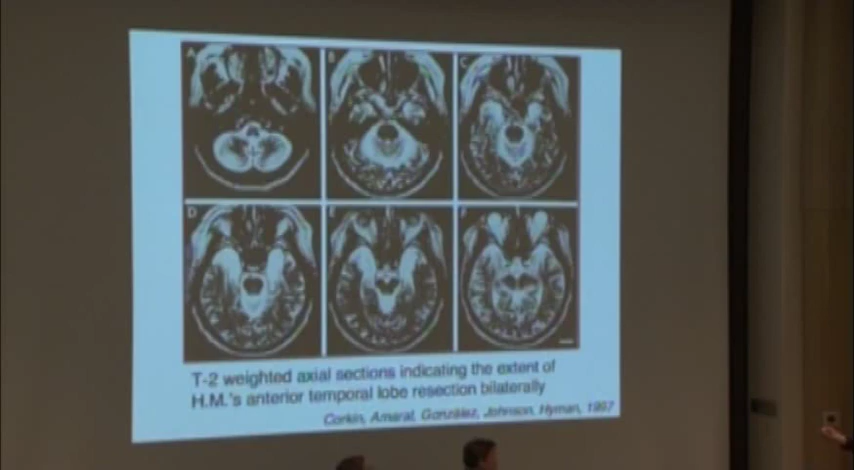 A
B
C
D
E
F
T-2 weighted axial sections indicating the extent of
H.M.'s anterior temporal lobe resection bilaterally
Corkin, Amaral, González, Johnson, Hyman, 1997